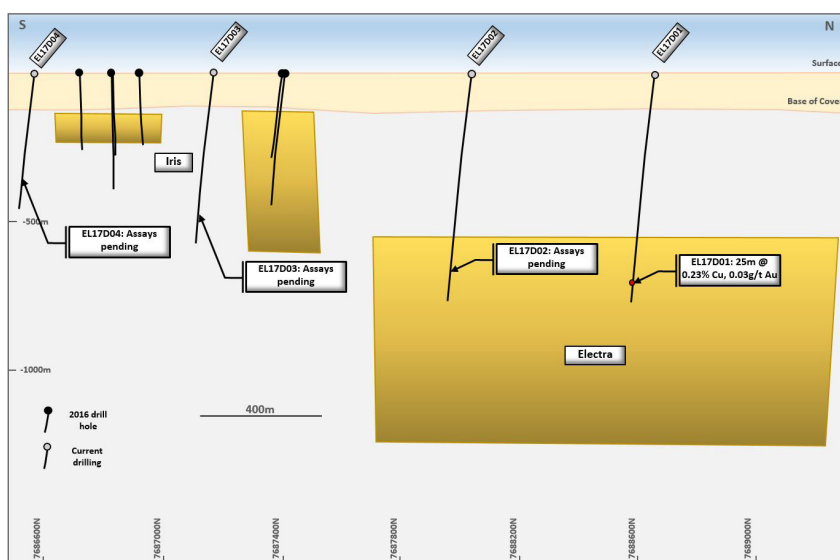 S
N
EL17D04
EL17D03
EL17D02
EL17D01
Surface
Base of Cover
Iris
-500m
EL17D04: Assays
pending
EL17D03: Assays
pending
EL17D02: Assays
pending
EL17D01: 25m @
0.23% Cu, 0.03g/t Au
Electra
-1000m
400m
2016 drill
hole
Current
drilling
7686600N
7687000N
7687400N
7687800N
7688200N
7688600N
7689000N